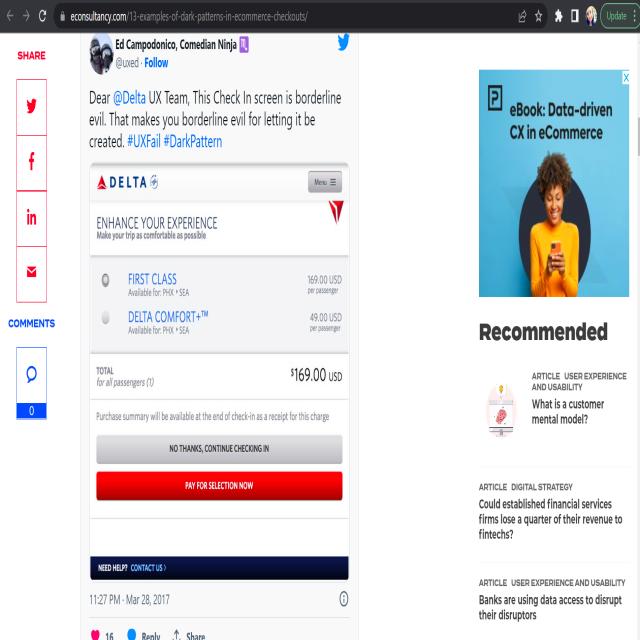 econsultancy.com/13-examples-of-dark-patterns-in-ecommerce-checkouts/
Update
SHARE
COMMENTS
0
Ed Campodonico, Comedian Ninja
@uxed · Follow
Dear @Delta UX Team, This Check In screen is borderline
evil. That makes you borderline evil for letting it be
created. #UXFail #DarkPattern
DELTA
Menu
ENHANCE YOUR EXPERIENCE
Make your trip as comfortable as possible
FIRST CLASS
169.00 USD
Available for: PHX ‣ SEA
per passenger
DELTA COMFORT+™
49.00 USD
Available for: PHX ‣ SEA
per passenger
TOTAL
for all passengers (1)
$169.00 USD
Purchase summary will be available at the end of check-in as a receipt for this charge
NO THANKS, CONTINUE CHECKING IN
PAY FOR SELECTION NOW
NEED HELP? CONTACT US ›
11:27 PM · Mar 28, 2017
16 Reply Share
eBook: Data-driven
CX in eCommerce
Recommended
ARTICLE USER EXPERIENCE
AND USABILITY
What is a customer
mental model?
ARTICLE DIGITAL STRATEGY
Could established financial services
firms lose a quarter of their revenue to
fintechs?
ARTICLE USER EXPERIENCE AND USABILITY
Banks are using data access to disrupt
their disruptors